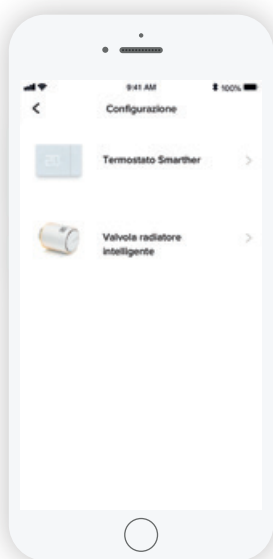 9:41 AM
100%
Configurazione
Termostato Smarther
Valvola radiatore
intelligente